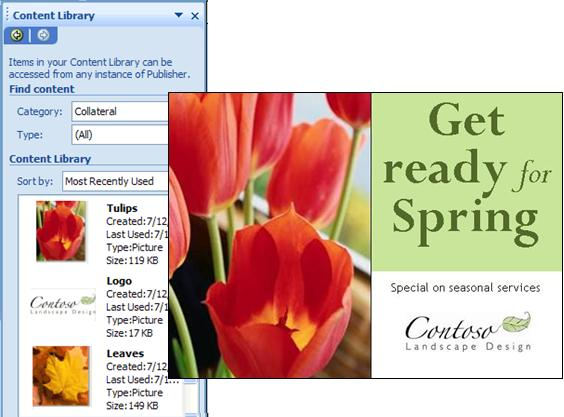 Content Library
Items in your Content Library can be
accessed from any instance of Publisher.
Find content
Category: Collateral
Type: (All)
Content Library
Sort by: Most Recently Used
Tulips
Created:7/12,
Last Used:7/1
Type:Picture
Size:119 KB
Contoso
Landscape Design
Logo
Created:7/12,
Last Used:7/1
Type:Picture
Size:17 KB
Leaves
Created:7/12,
Last Used:7/1...
Type:Picture
Size:149 KB
Get
ready for
Spring
Special on seasonal services
Contoso
Landscape Design